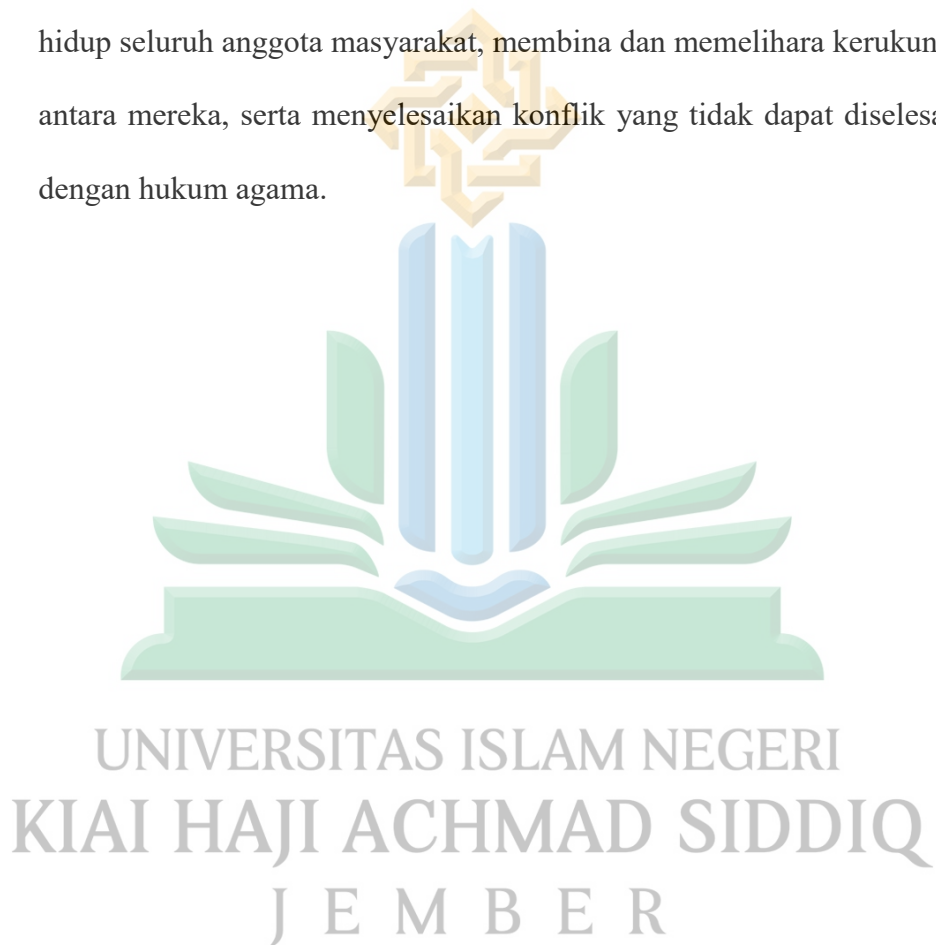 hidup seluruh anggota masyarakat, membina dan memelihara kerukun
antara mereka, serta menyelesaikan konflik yang tidak dapat diselesa
dengan hukum agama.
UNIVERSITAS ISLAM NEGERI
KIAI HAJI ACHMAD SIDDIQ
JEMBER